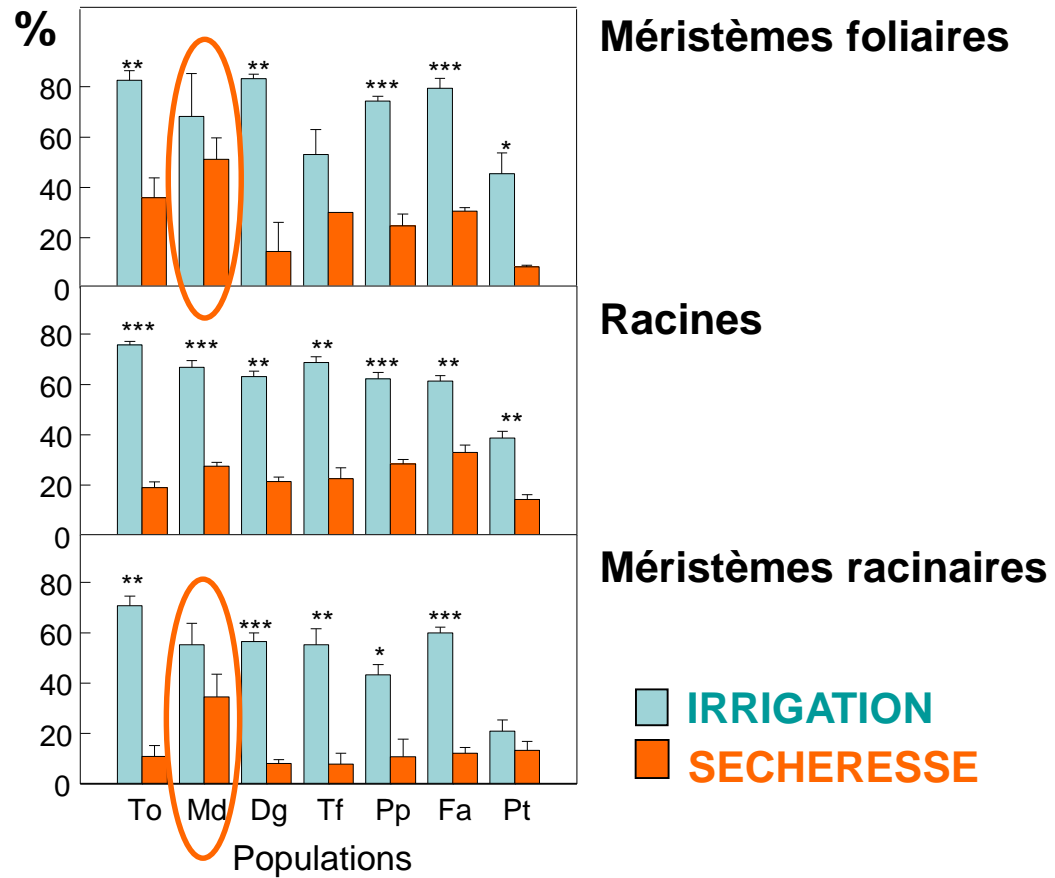 %
Méristèmes foliaires
80
60
40
20
0
** ** *** *** *
Racines
80
60
40
20
0
*** *** ** ** *** ** **
Méristèmes racinaires
80
60
40
20
0
** *** ** * ***
IRRIGATION
SECHERESSE
To Md Dg Tf Pp Fa Pt
Populations